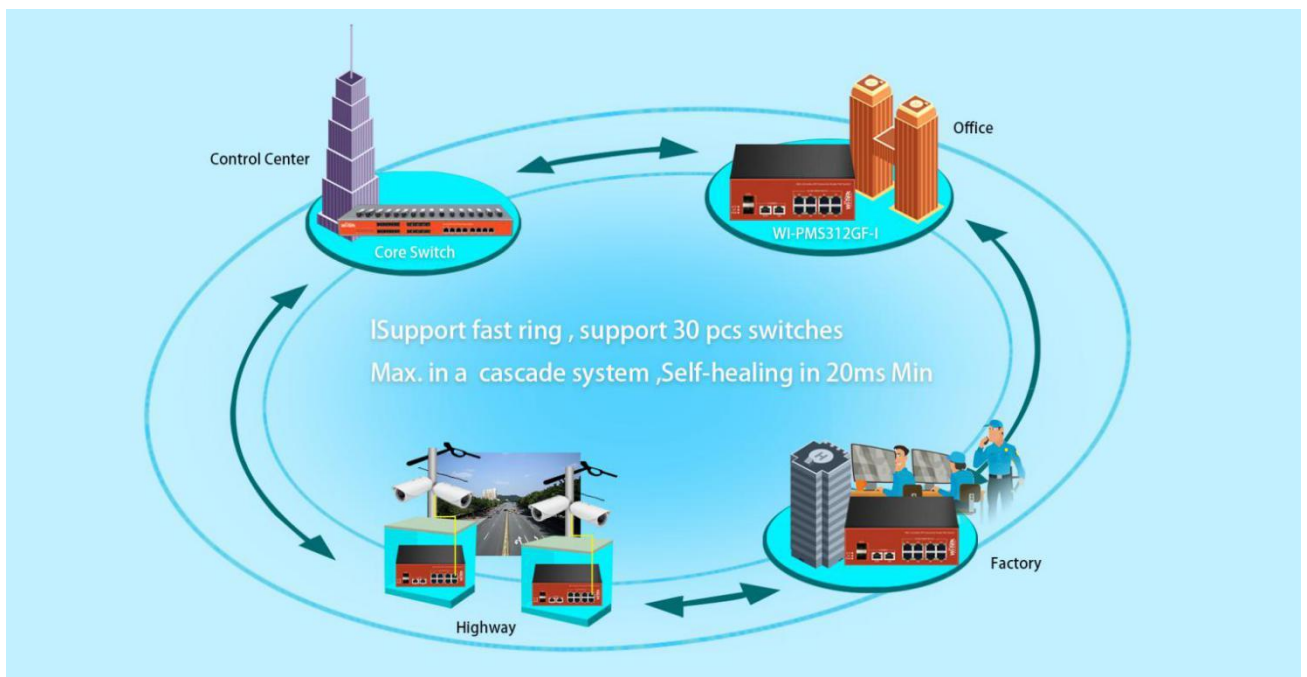 Control Center
Office
WI-PMS312GF-I
Core Switch
ISupport fast ring , support 30 pcs switches
Max. in a cascade system ,Self-healing in 20ms Min
Factory
Highway